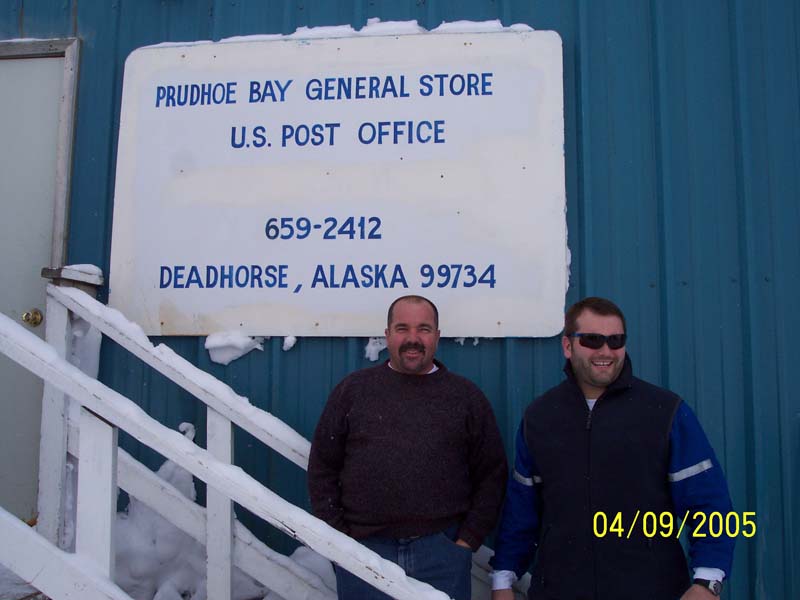 PRUDHOE BAY GENERAL STORE
U.S. POST OFFICE
659-2412
DEADHORSE, ALASKA 99734
04/09/2005